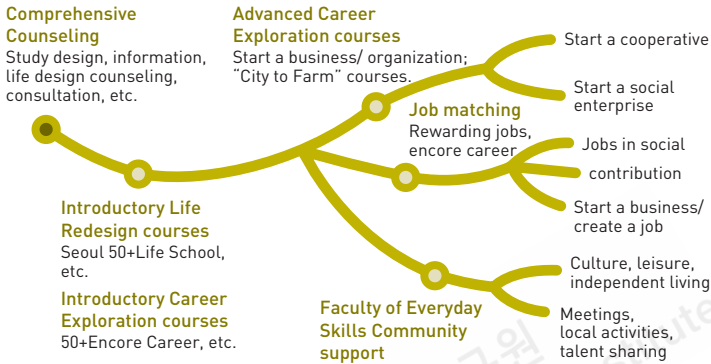 Comprehensive
Counseling
Study design, information,
life design counseling,
consultation, etc.
Advanced Career
Exploration courses
Start a business/ organization;
“City to Farm” courses.
Start a cooperative
Start a social
enterprise
Job matching
Rewarding jobs,
encore career
Jobs in social
contribution
Start a business/
create a job
Introductory Life
Redesign courses
Seoul 50+Life School,
etc.
Introductory Career
Exploration courses
50+Encore Career, etc.
Faculty of Everyday
Skills Community
support
Culture, leisure,
independent living
Meetings,
local activities,
talent sharing